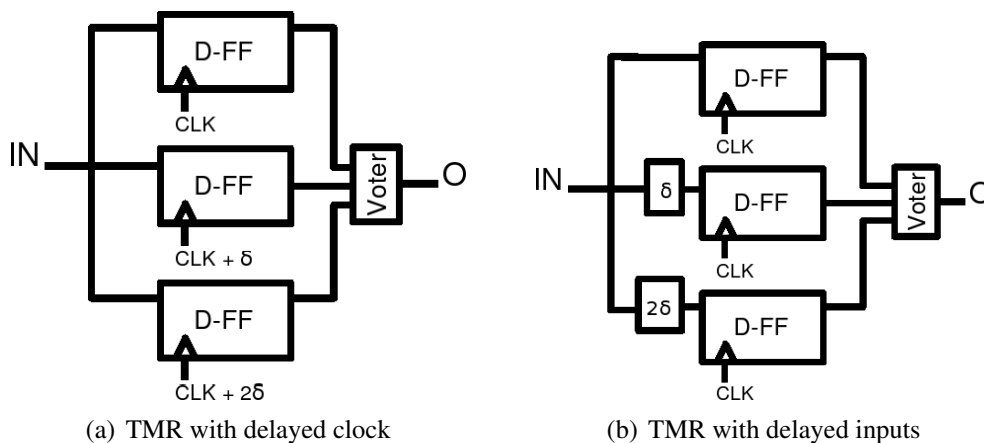 D-FF
CLK
IN
D-FF
Voter
O
CLK + δ
D-FF
CLK + 2δ
(a) TMR with delayed clock
D-FF
CLK
IN
δ
D-FF
Voter
O
CLK
2δ
D-FF
CLK
(b) TMR with delayed inputs